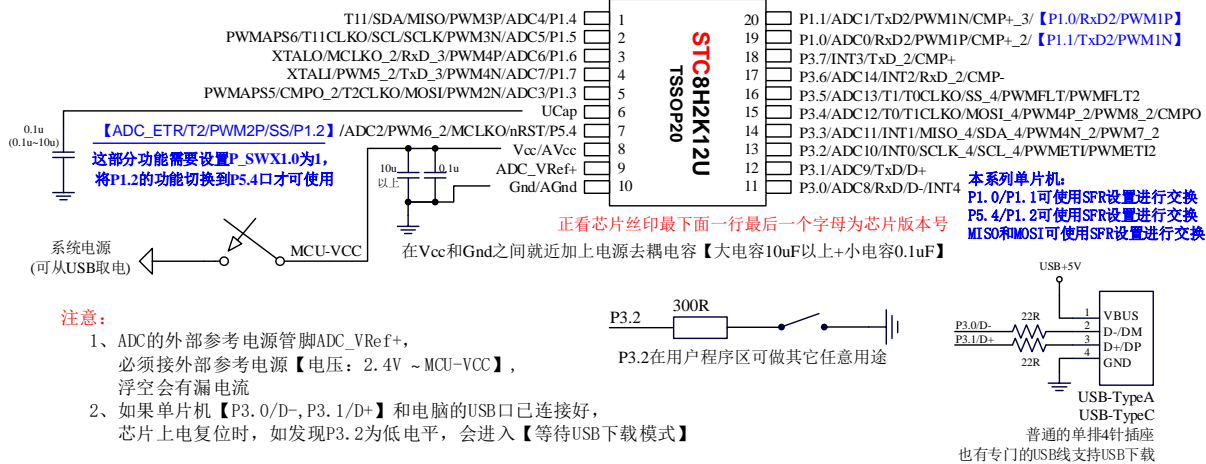 T11/SDA/MISO/PWM3P/ADC4/P1.4
PWMAPS6/T11CLKO/SCL/SCLK/PWM3N/ADC5/P1.5
XTALO/MCLKO_2/RxD_3/PWM4P/ADC6/P1.6
XTALI/PWM5_2/TxD_3/PWM4N/ADC7/P1.7
PWMAPS5/CMPO_2/T2CLKO/MOSI/PWM2N/ADC3/P1.3
UCap
【ADC_ETR/T2/PWM2P/SS/P1.2】/ADC2/PWM6_2/MCLKO/nRST/P5.4
Vcc/AVcc
ADC_VRef+
Gnd/AGnd
1
2
3
4
5
6
7
8
9
10
STC8H2K12U
TSSOP20
20
19
18
17
16
15
14
13
12
11
P1.1/ADC1/TxD2/PWM1N/CMP+_3/【P1.0/RxD2/PWM1P】
P1.0/ADC0/RxD2/PWM1P/CMP+_2/【P1.1/TxD2/PWM1N】
P3.7/INT3/TxD_2/CMP+
P3.6/ADC14/INT2/RxD_2/CMP-
P3.5/ADC13/T1/T0CLKO/SS_4/PWMFLT/PWMFLT2
P3.4/ADC12/T0/T1CLKO/MOSI_4/PWM4P_2/PWM8_2/CMPO
P3.3/ADC11/INT1/MISO_4/SDA_4/PWM4N_2/PWM7_2
P3.2/ADC10/INT0/SCLK_4/SCL_4/PWMETI/PWMETI2
P3.1/ADC9/TxD/D+
P3.0/ADC8/RxD/D-/INT4
0.1u
(0.1u~10u)
这部分功能需要设置P_SWX1.0为1,
将P1.2的功能切换到P5.4口才可使用
10u
以上
0.1u
本系列单片机:
P1.0/P1.1可使用SFR设置进行交换
P5.4/P1.2可使用SFR设置进行交换
MISO和MOSI可使用SFR设置进行交换
正看芯片丝印最下面一行最后一个字母为芯片版本号
在Vcc和Gnd之间就近加上电源去耦电容【大电容10uF以上+小电容0.1uF】
系统电源
(可从USB取电)
MCU-VCC
注意:
1、ADC的外部参考电源管脚ADC_VRef+,
必须接外部参考电源【电压: 2.4V ~ MCU-VCC】,
浮空会有漏电流
2、如果单片机【P3.0/D-,P3.1/D+】和电脑的USB口已连接好,
芯片上电复位时, 如发现P3.2为低电平, 会进入【等待USB下载模式】
P3.2
300R
P3.2在用户程序区可做其它任意用途
USB+5V
P3.0/D-
P3.1/D+
22R
22R
1
2
3
4
VBUS
D-/DM
D+/DP
GND
USB-TypeA
USB-TypeC
普通的单排4针插座
也有专门的USB线支持USB下载